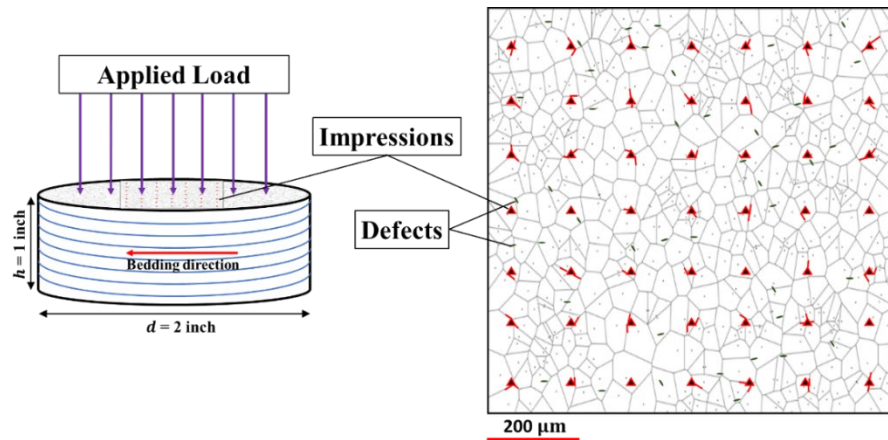 Applied Load
Impressions
Defects
h = 1 inch
Bedding direction
d = 2 inch
200 µm